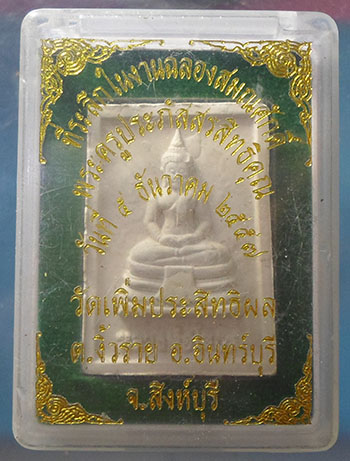 ที่ระลึกในงานฉลองสมณศักดิ์
พระครูประภัสสรสิทธิคุณ
วันที่ ๔ ธันวาคม ๒๕๕๗
วัดเพิ่มประสิทธิผล
ต.งิ้วราย อ.อินทร์บุรี
จ.สิงห์บุรี